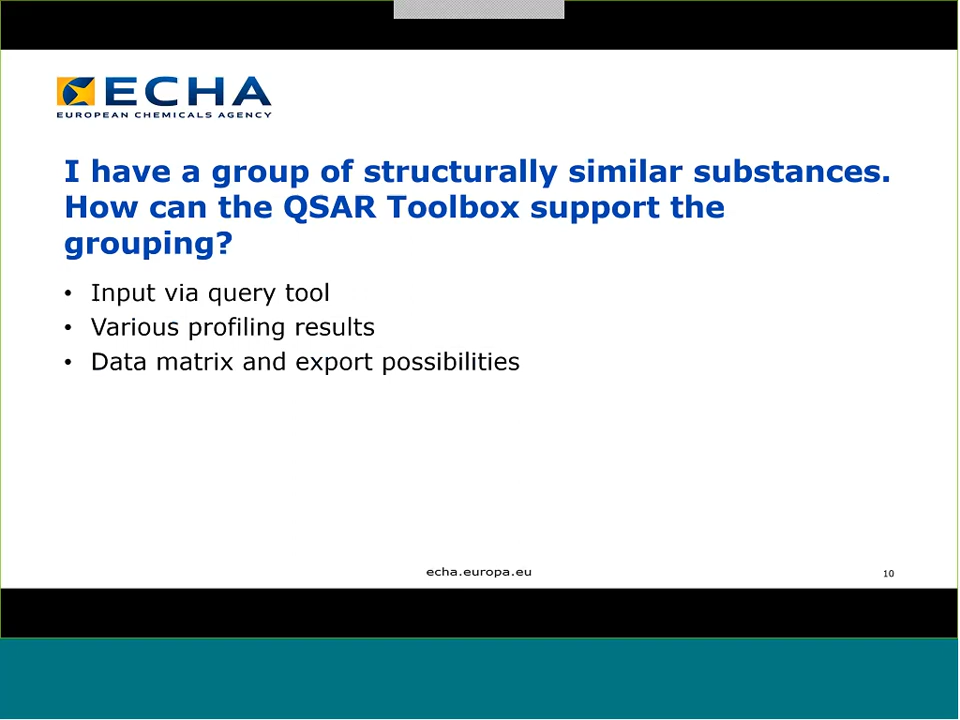 ECHA
EUROPEAN CHEMICALS AGENCY
I have a group of structurally similar substances.
How can the QSAR Toolbox support the
grouping?
• Input via query tool
• Various profiling results
• Data matrix and export possibilities
echa.europa.eu
10